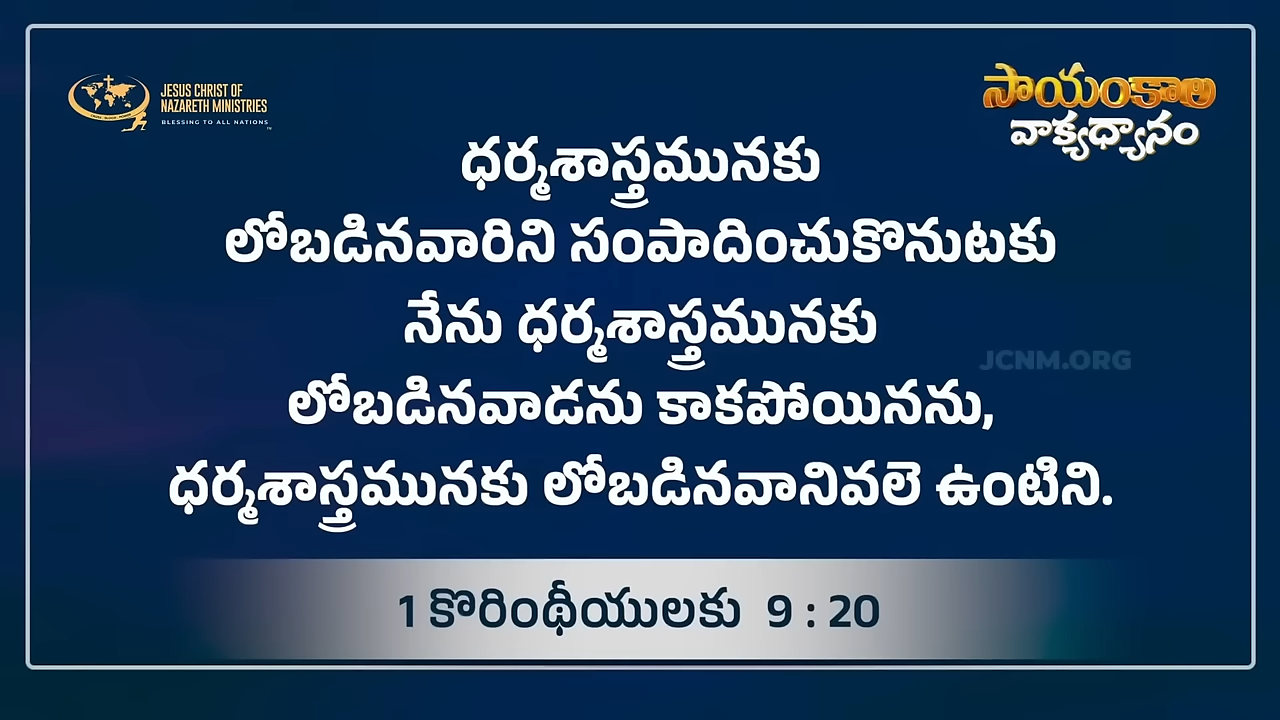 JESUS CHRIST OF
NAZARETH MINISTRIES
BLESSING TO ALL NATIONS
TM
సాయంకాల
వాక్యధ్యానం
ధర్మశాస్త్రమునకు
లోబడినవారిని సంపాదించుకొనుటకు
నేను ధర్మశాస్త్రమునకు
లోబడినవాడను కాకపోయినను,
ధర్మశాస్త్రమునకు లోబడినవానివలె ఉంటిని.
JCNM.ORG
1 కొరింథీయులకు 9 : 20